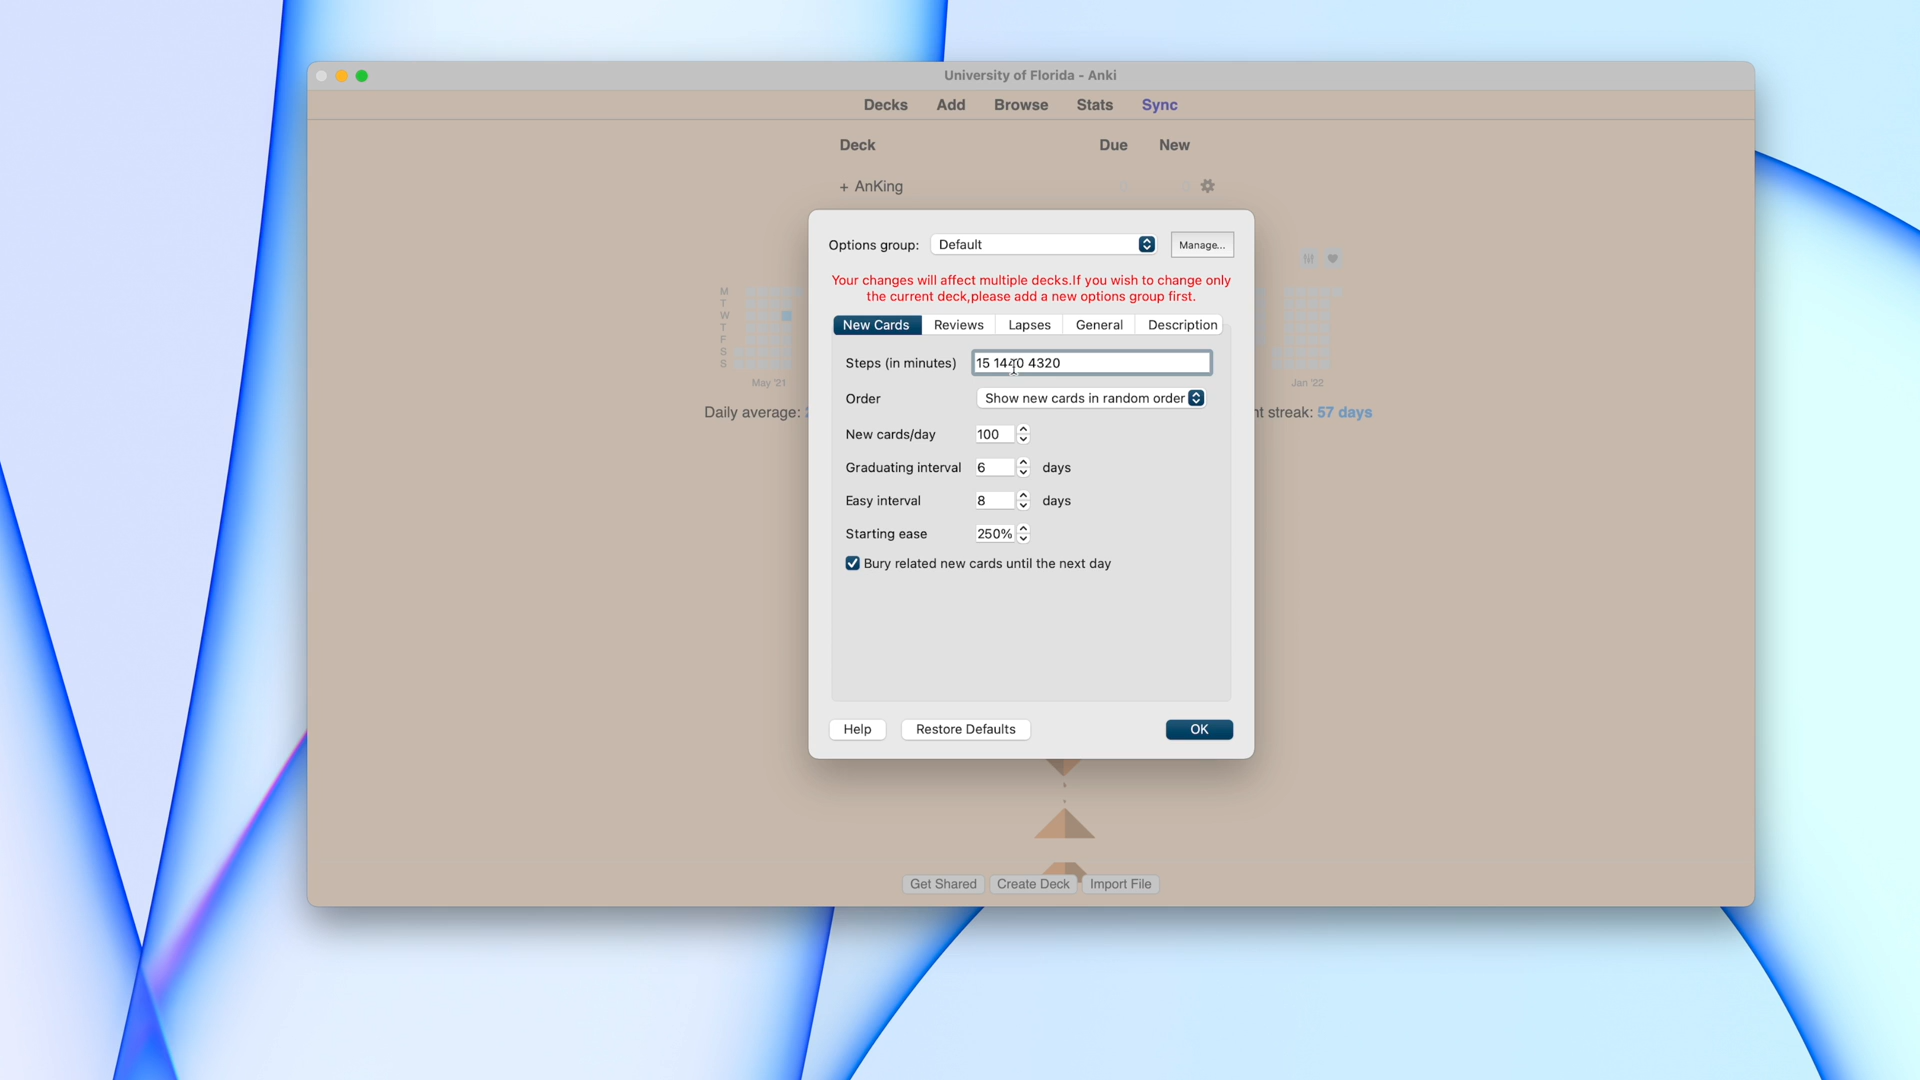 University of Florida - Anki
Decks Add Browse Stats Sync
Deck Due New
+ AnKing
Options group: Default Manage...
Your changes will affect multiple decks.If you wish to change only
the current deck,please add a new options group first.
New Cards Reviews Lapses General Description
Steps (in minutes) 15 1440 4320
Order Show new cards in random order
New cards/day 100
Graduating interval 6 days
Easy interval 8 days
Starting ease 250%
Bury related new cards until the next day
Help Restore Defaults OK
M
T
W
T
F
S
S
May '21 Jan '22
Daily average: streak: 57 days
Get Shared Create Deck Import File